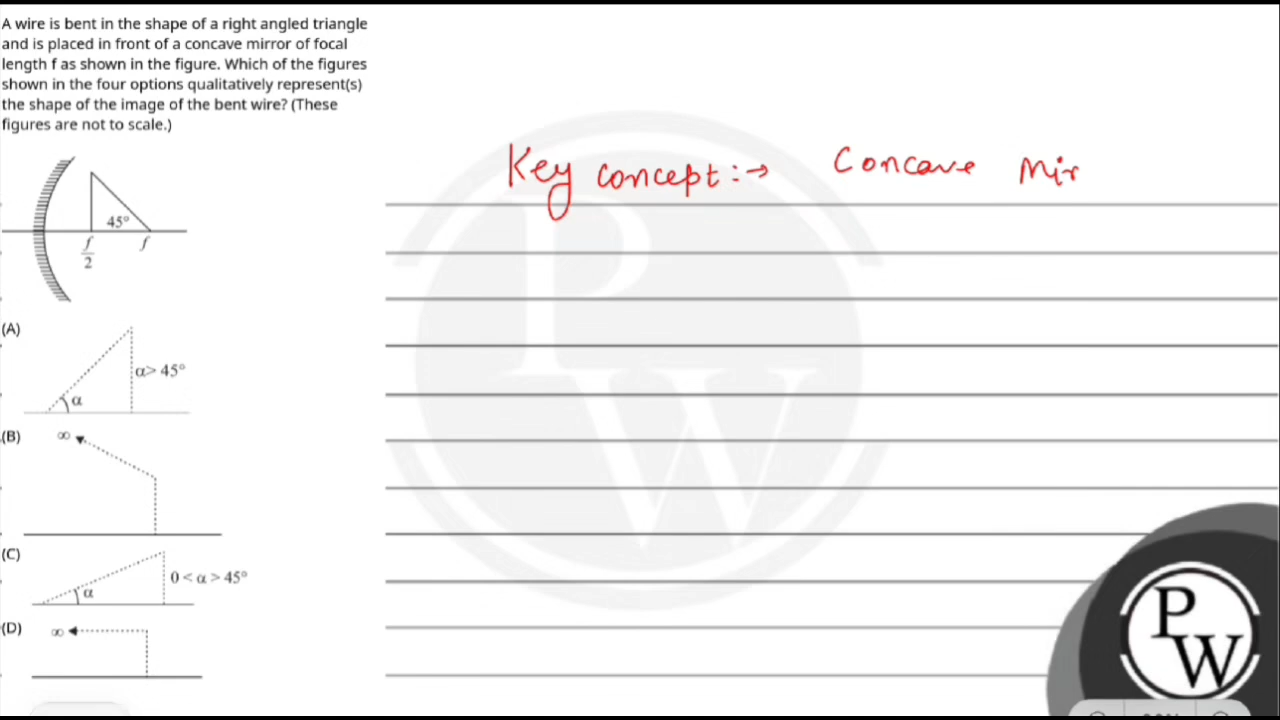 A wire is bent in the shape of a right angled triangle
and is placed in front of a concave mirror of focal
length f as shown in the figure. Which of the figures
shown in the four options qualitatively represent(s)
the shape of the image of the bent wire? (These
figures are not to scale.)
Key concept :→ Concave Mir
45°
f/2 f
(A)
α> 45°
α
(B)
∞
(C)
0 < α > 45°
α
(D)
∞
P
W
P
W